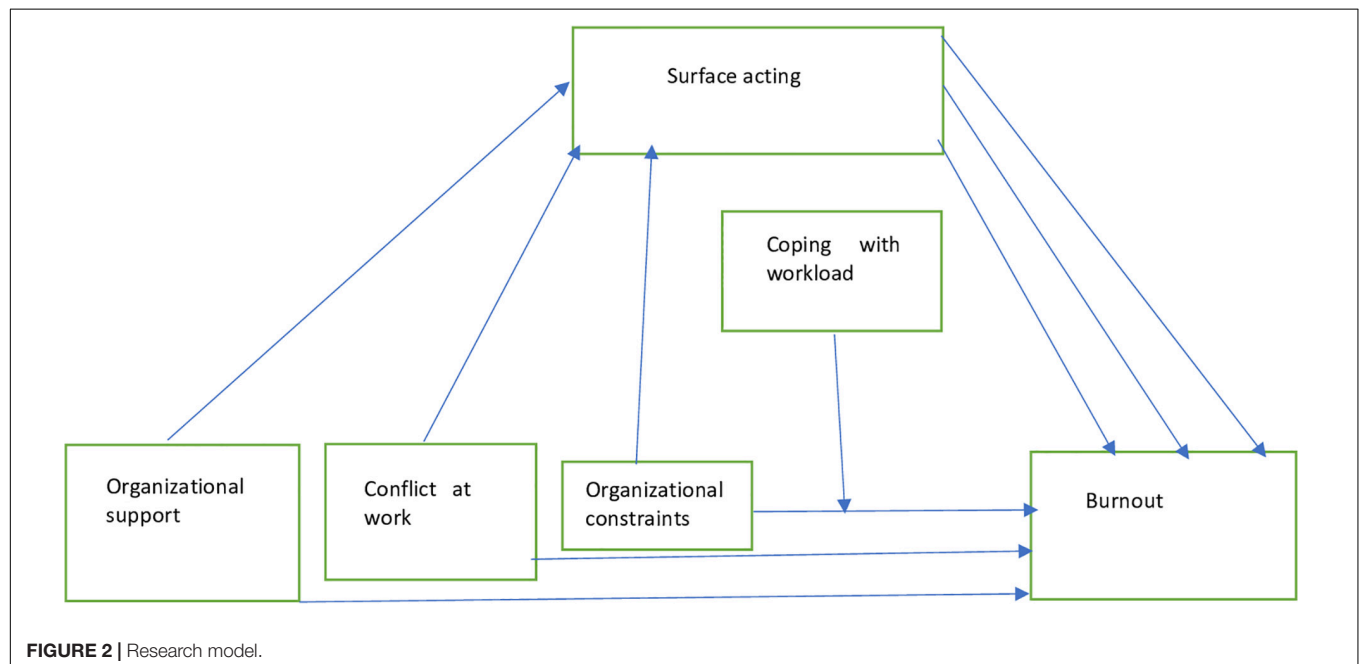 Surface acting
Coping with
workload
Organizational
support
Conflict at
work
Organizational
constraints
Burnout
FIGURE 2 | Research model.